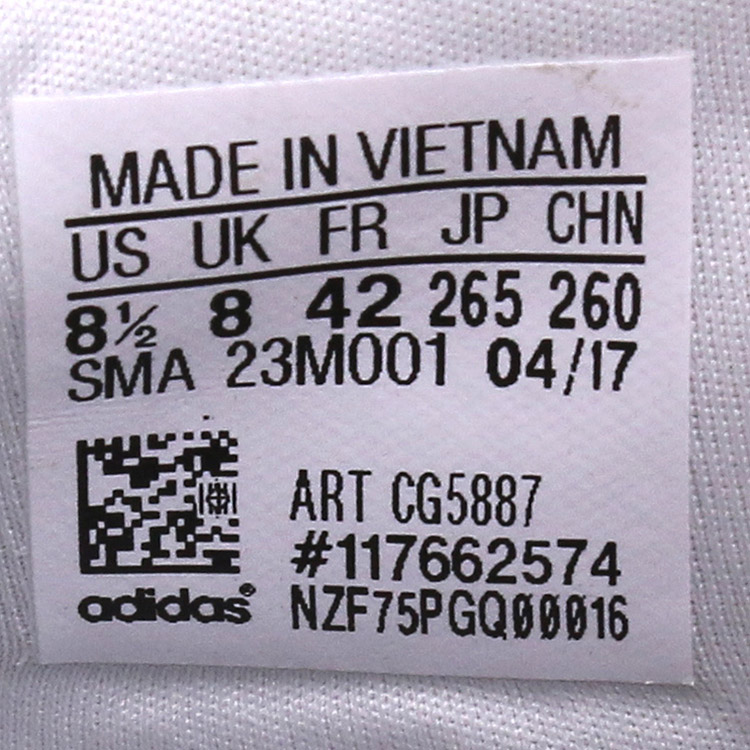 MADE IN VIETNAM
US UK FR JP CHN
8½ 8 42 265 260
SMA 23M001 04/17
ART CG5887
#117662574
adidas® NZF75PGQ00016